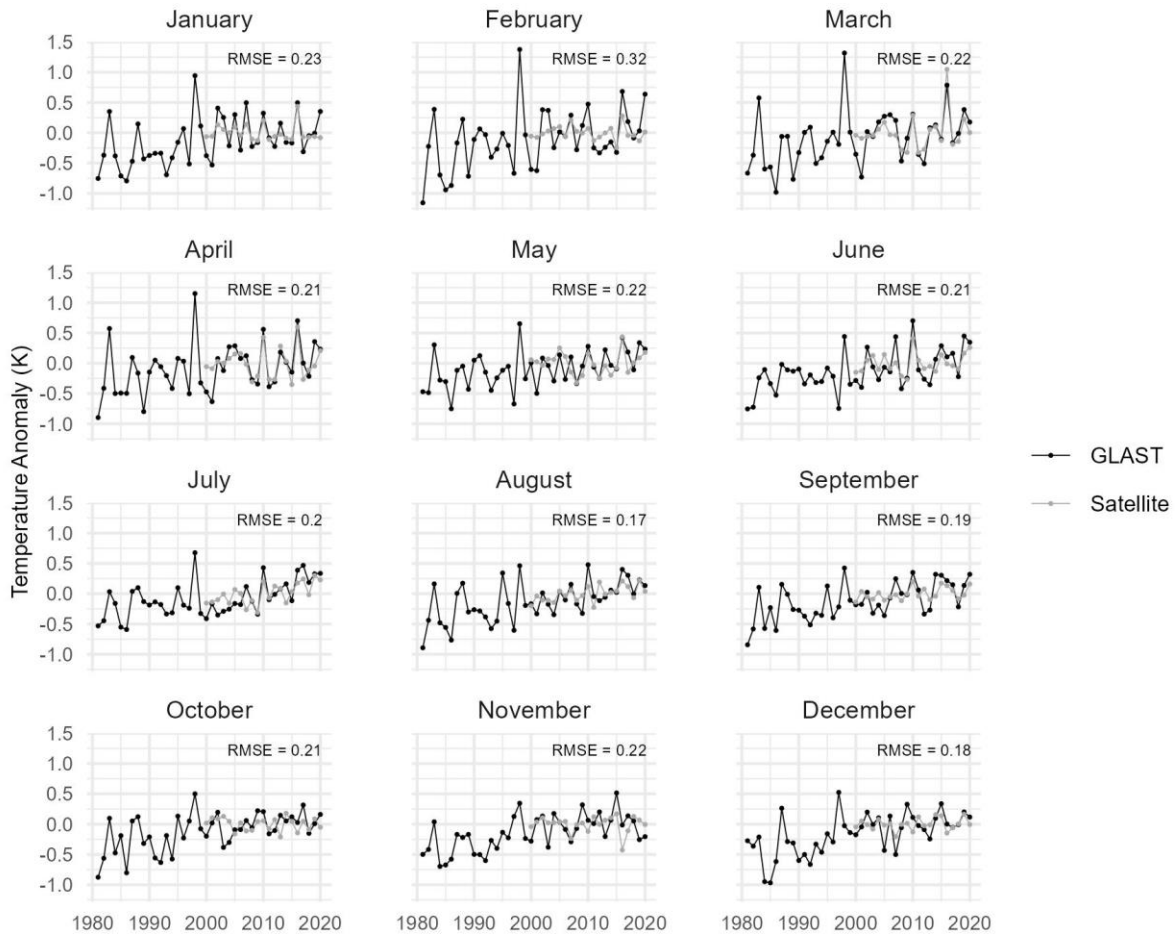 January February March
1.5
1.0
0.5
0.0
-0.5
-1.0
RMSE = 0.23 RMSE = 0.32 RMSE = 0.22
April May June
1.5
1.0
0.5
0.0
-0.5
-1.0
RMSE = 0.21 RMSE = 0.22 RMSE = 0.21
Temperature Anomaly (K)
GLAST
Satellite
July August September
1.5
1.0
0.5
0.0
-0.5
-1.0
RMSE = 0.2 RMSE = 0.17 RMSE = 0.19
October November December
1.5
1.0
0.5
0.0
-0.5
-1.0
RMSE = 0.21 RMSE = 0.22 RMSE = 0.18
1980 1990 2000 2010 2020 1980 1990 2000 2010 2020 1980 1990 2000 2010 2020